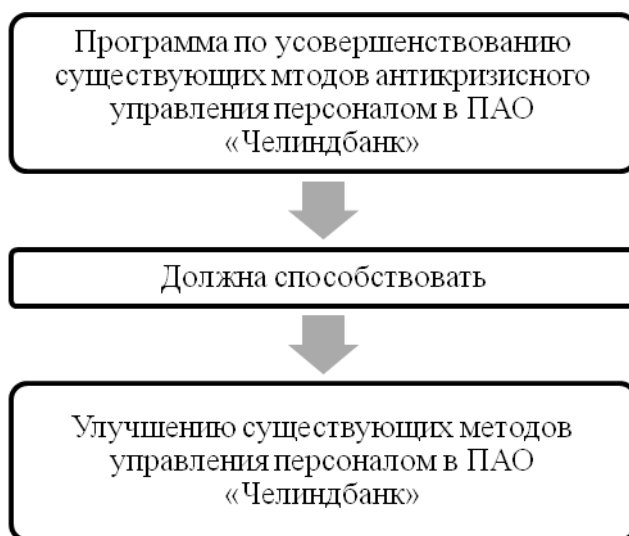 Программа по усовершенствованию
существующих мтодов антикризисного
управления персоналом в ПАО
«Челиндбанк»
Должна способствовать
Улучшению существующих методов
управления персоналом в ПАО
«Челиндбанк»